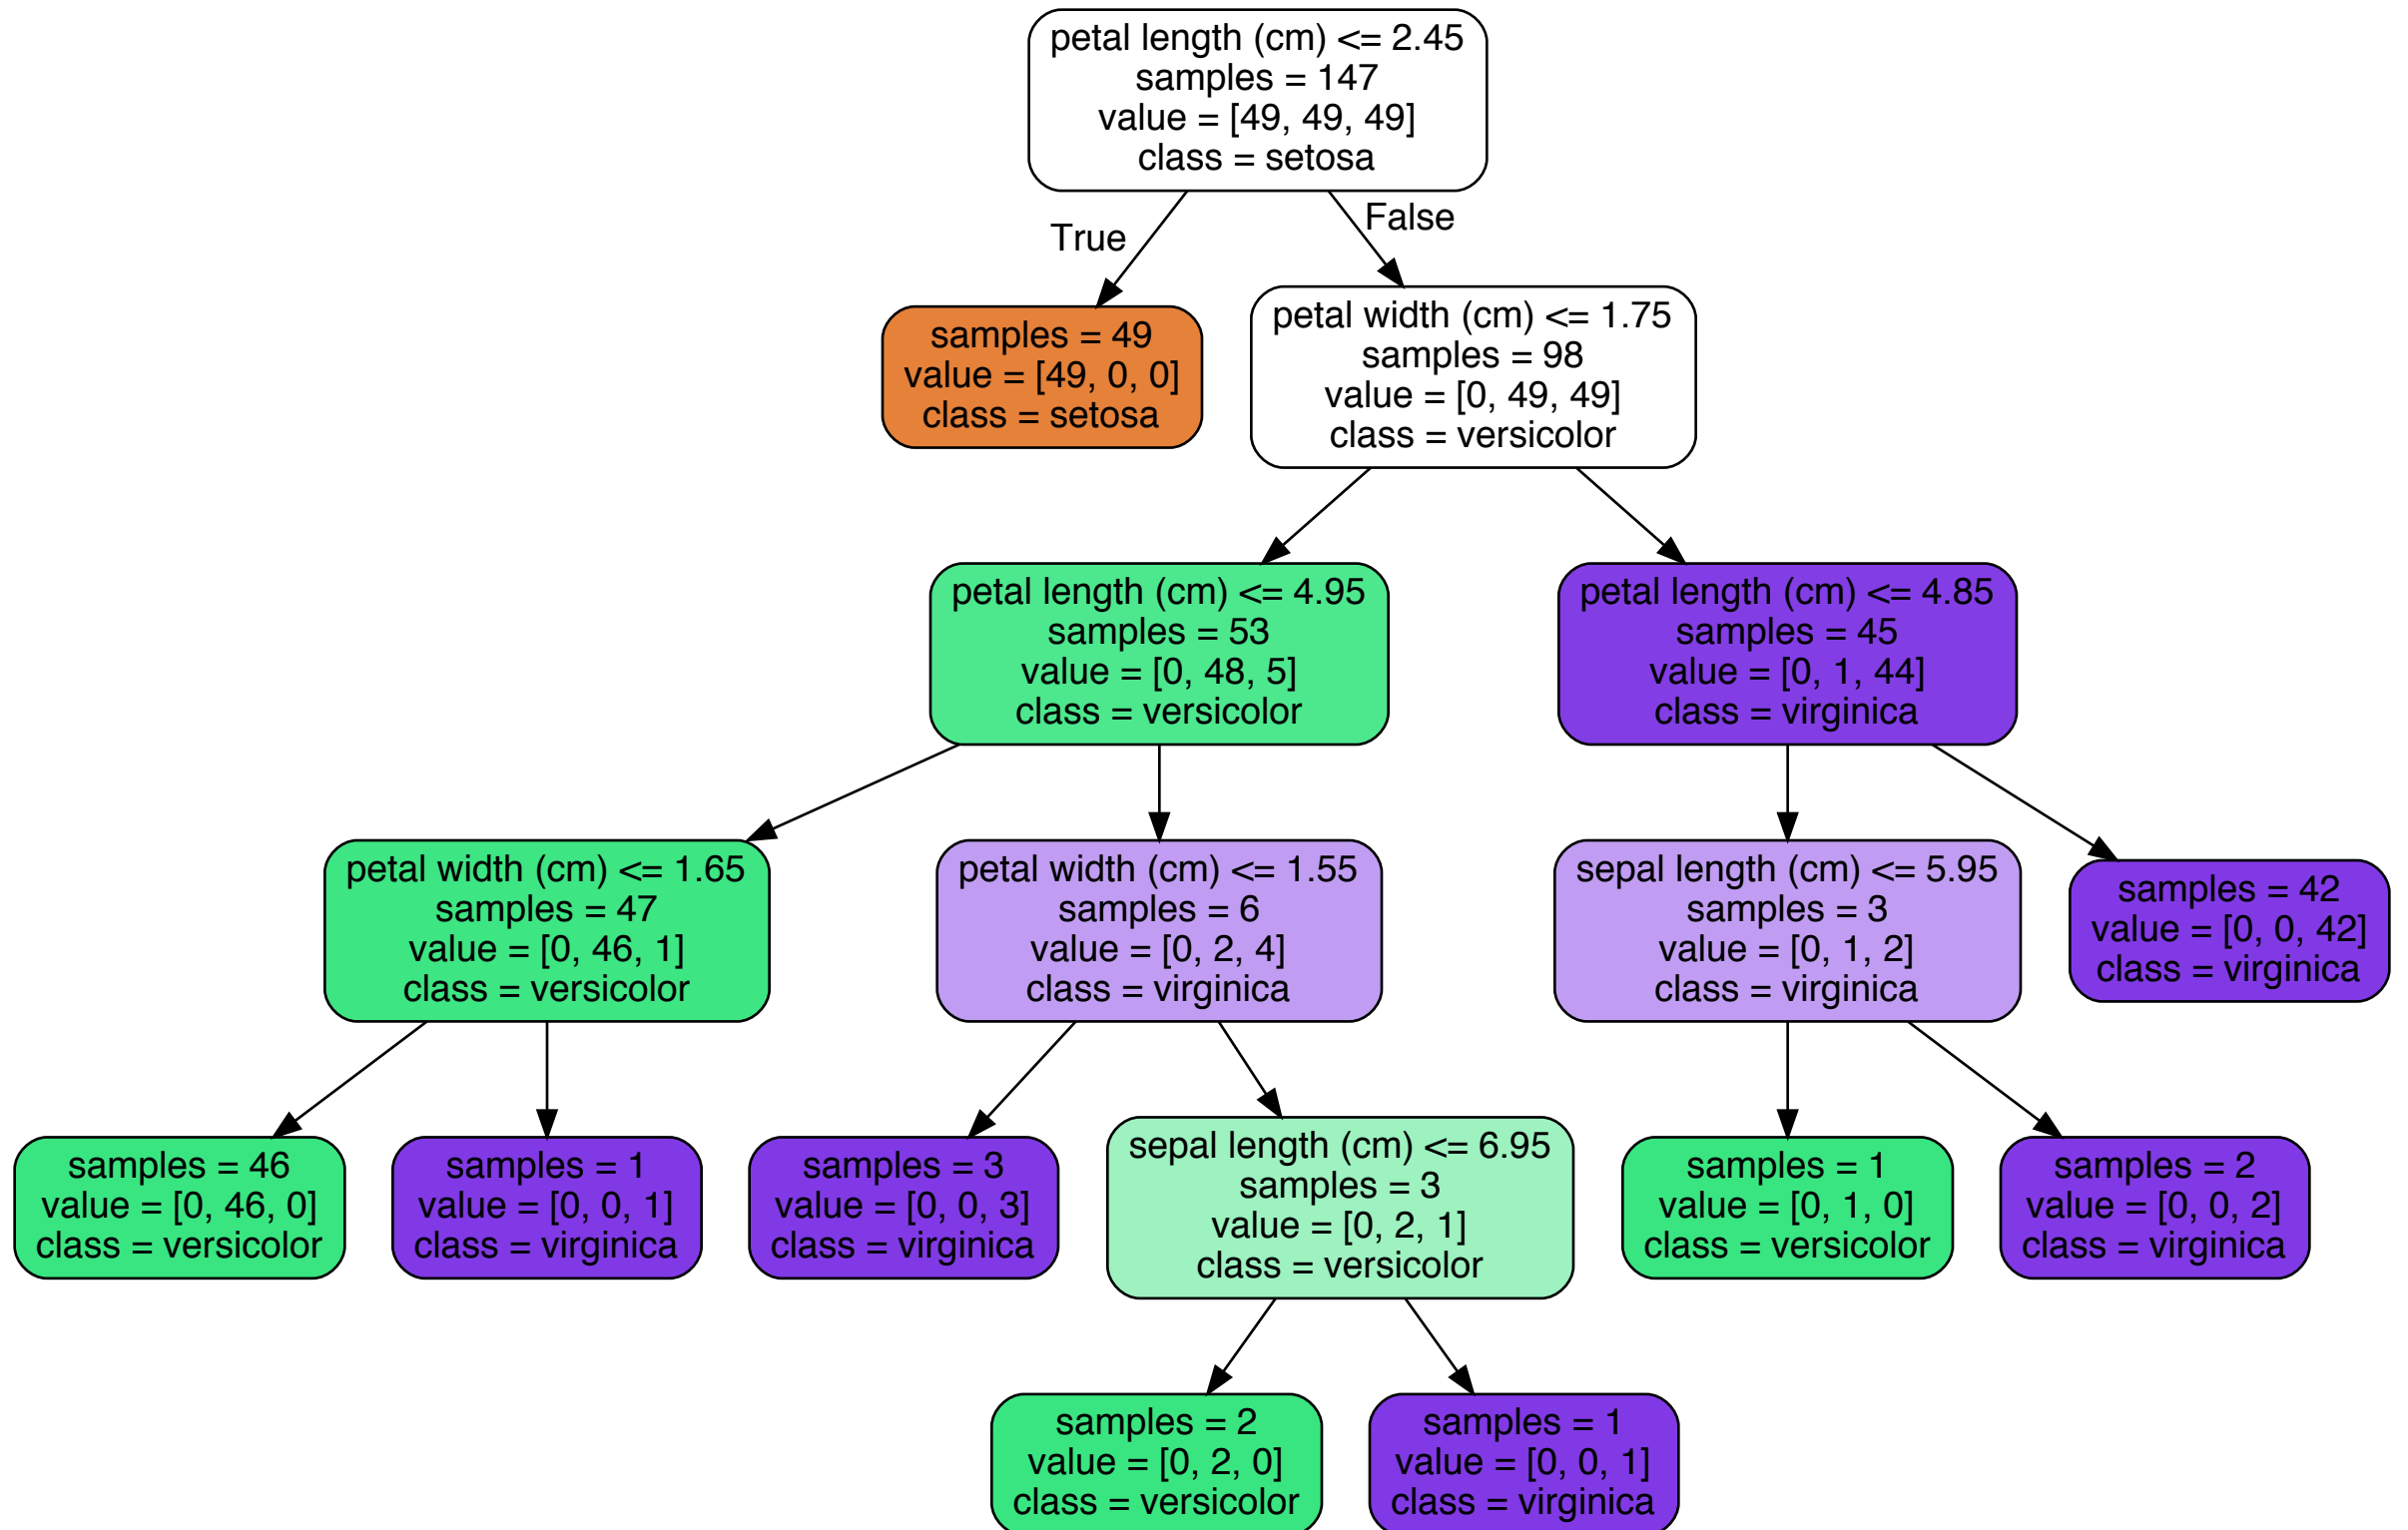 petal length (cm) <= 2.45
samples = 147
value = [49, 49, 49]
class = setosa
True
False
samples = 49
value = [49, 0, 0]
class = setosa
petal width (cm) <= 1.75
samples = 98
value = [0, 49, 49]
class = versicolor
petal length (cm) <= 4.95
samples = 53
value = [0, 48, 5]
class = versicolor
petal length (cm) <= 4.85
samples = 45
value = [0, 1, 44]
class = virginica
petal width (cm) <= 1.65
samples = 47
value = [0, 46, 1]
class = versicolor
petal width (cm) <= 1.55
samples = 6
value = [0, 2, 4]
class = virginica
sepal length (cm) <= 5.95
samples = 3
value = [0, 1, 2]
class = virginica
samples = 42
value = [0, 0, 42]
class = virginica
samples = 46
value = [0, 46, 0]
class = versicolor
samples = 1
value = [0, 0, 1]
class = virginica
samples = 3
value = [0, 0, 3]
class = virginica
sepal length (cm) <= 6.95
samples = 3
value = [0, 2, 1]
class = versicolor
samples = 1
value = [0, 1, 0]
class = versicolor
samples = 2
value = [0, 0, 2]
class = virginica
samples = 2
value = [0, 2, 0]
class = versicolor
samples = 1
value = [0, 0, 1]
class = virginica